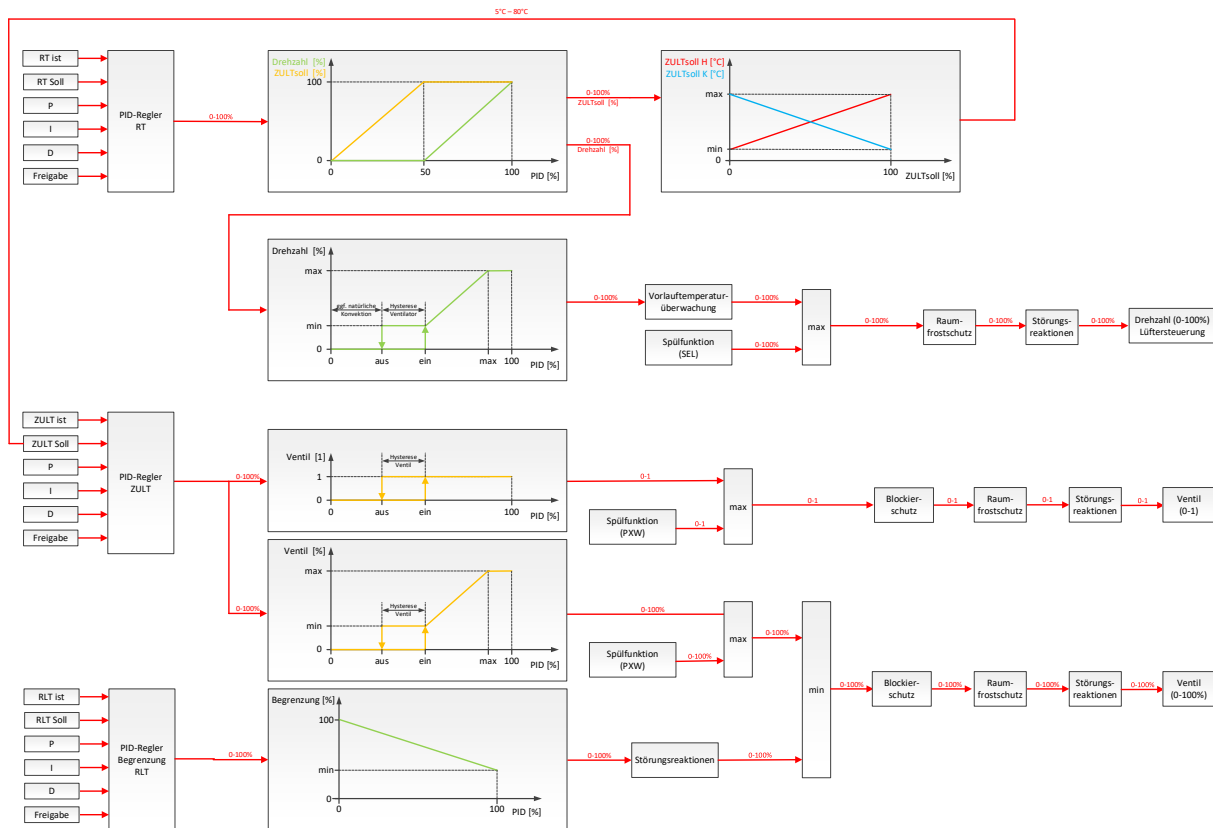 5°C – 80°C
RT ist
RT Soll
P
I
D
Freigabe
PID-Regler
RT
0-100%
Drehzahl [%]
ZULTsoll [%]
100
0
0
50
100
PID [%]
0-100%
ZULTsoll [%]
0-100%
Drehzahl [%]
ZULTsoll H [°C]
ZULTsoll K [°C]
max
min
0
0
100
ZULTsoll [%]
Drehzahl [%]
max
min
0
ggf. natürliche
Konvektion
Hysterese
Ventilator
0
aus
ein
max
100
PID [%]
0-100%
Vorlauftemperatur-
überwachung
0-100%
Spülfunktion
(SEL)
0-100%
max
0-100%
Raum-
frostschutz
0-100%
Störungs-
reaktionen
0-100%
Drehzahl (0-100%)
Lüftersteuerung
ZULT ist
ZULT Soll
P
I
D
Freigabe
PID-Regler
ZULT
0-100%
Ventil [1]
1
0
Hysterese
Ventil
0
aus
ein
100
PID [%]
0-1
Spülfunktion
(PXW)
0-1
max
0-1
Blockier-
schutz
0-1
Raum-
frostschutz
0-1
Störungs-
reaktionen
0-1
Ventil
(0-1)
0-100%
Ventil [%]
max
min
0
Hysterese
Ventil
0
aus
ein
max
100
PID [%]
0-100%
Spülfunktion
(PXW)
0-100%
max
0-100%
min
0-100%
Blockier-
schutz
0-100%
Raum-
frostschutz
0-100%
Störungs-
reaktionen
0-100%
Ventil
(0-100%)
RLT ist
RLT Soll
P
I
D
Freigabe
PID-Regler
Begrenzung
RLT
0-100%
Begrenzung [%]
100
min
0
0
100
PID [%]
0-100%
Störungsreaktionen
0-100%